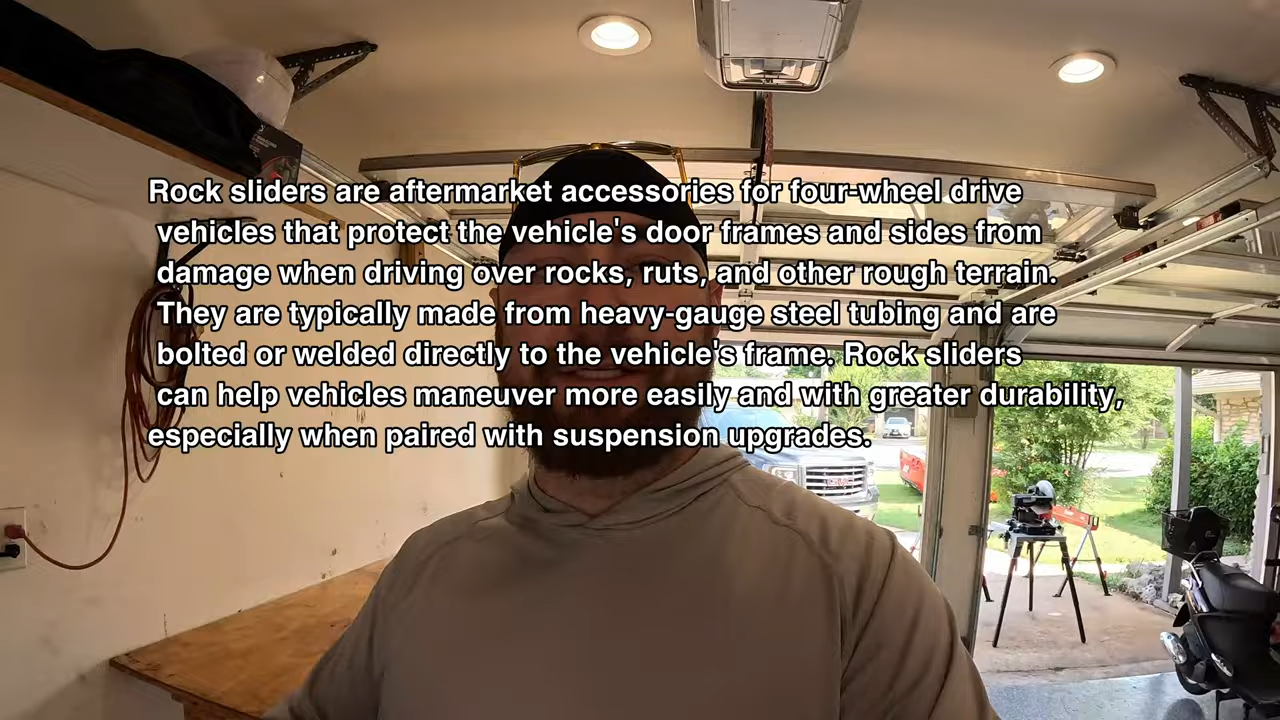 Rock sliders are aftermarket accessories for four-wheel drive
vehicles that protect the vehicle's door frames and sides from
damage when driving over rocks, ruts, and other rough terrain.
They are typically made from heavy-gauge steel tubing and are
bolted or welded directly to the vehicle's frame. Rock sliders
can help vehicles maneuver more easily and with greater durability,
especially when paired with suspension upgrades.
GMC